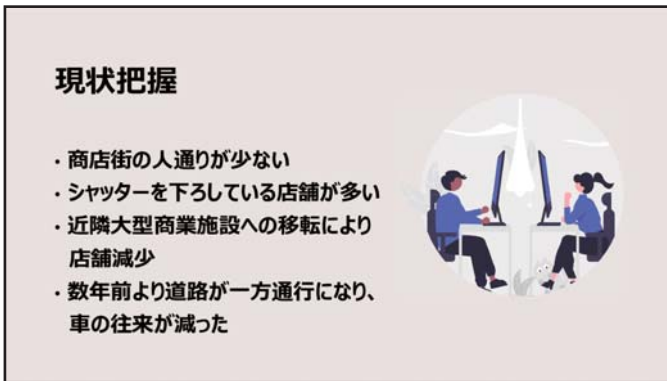 現状把握
・商店街の人通りが少ない
・シャッターを下ろしている店舗が多い
・近隣大型商業施設への移転により
店舗減少
・数年前より道路が一方通行になり、
車の往来が減った